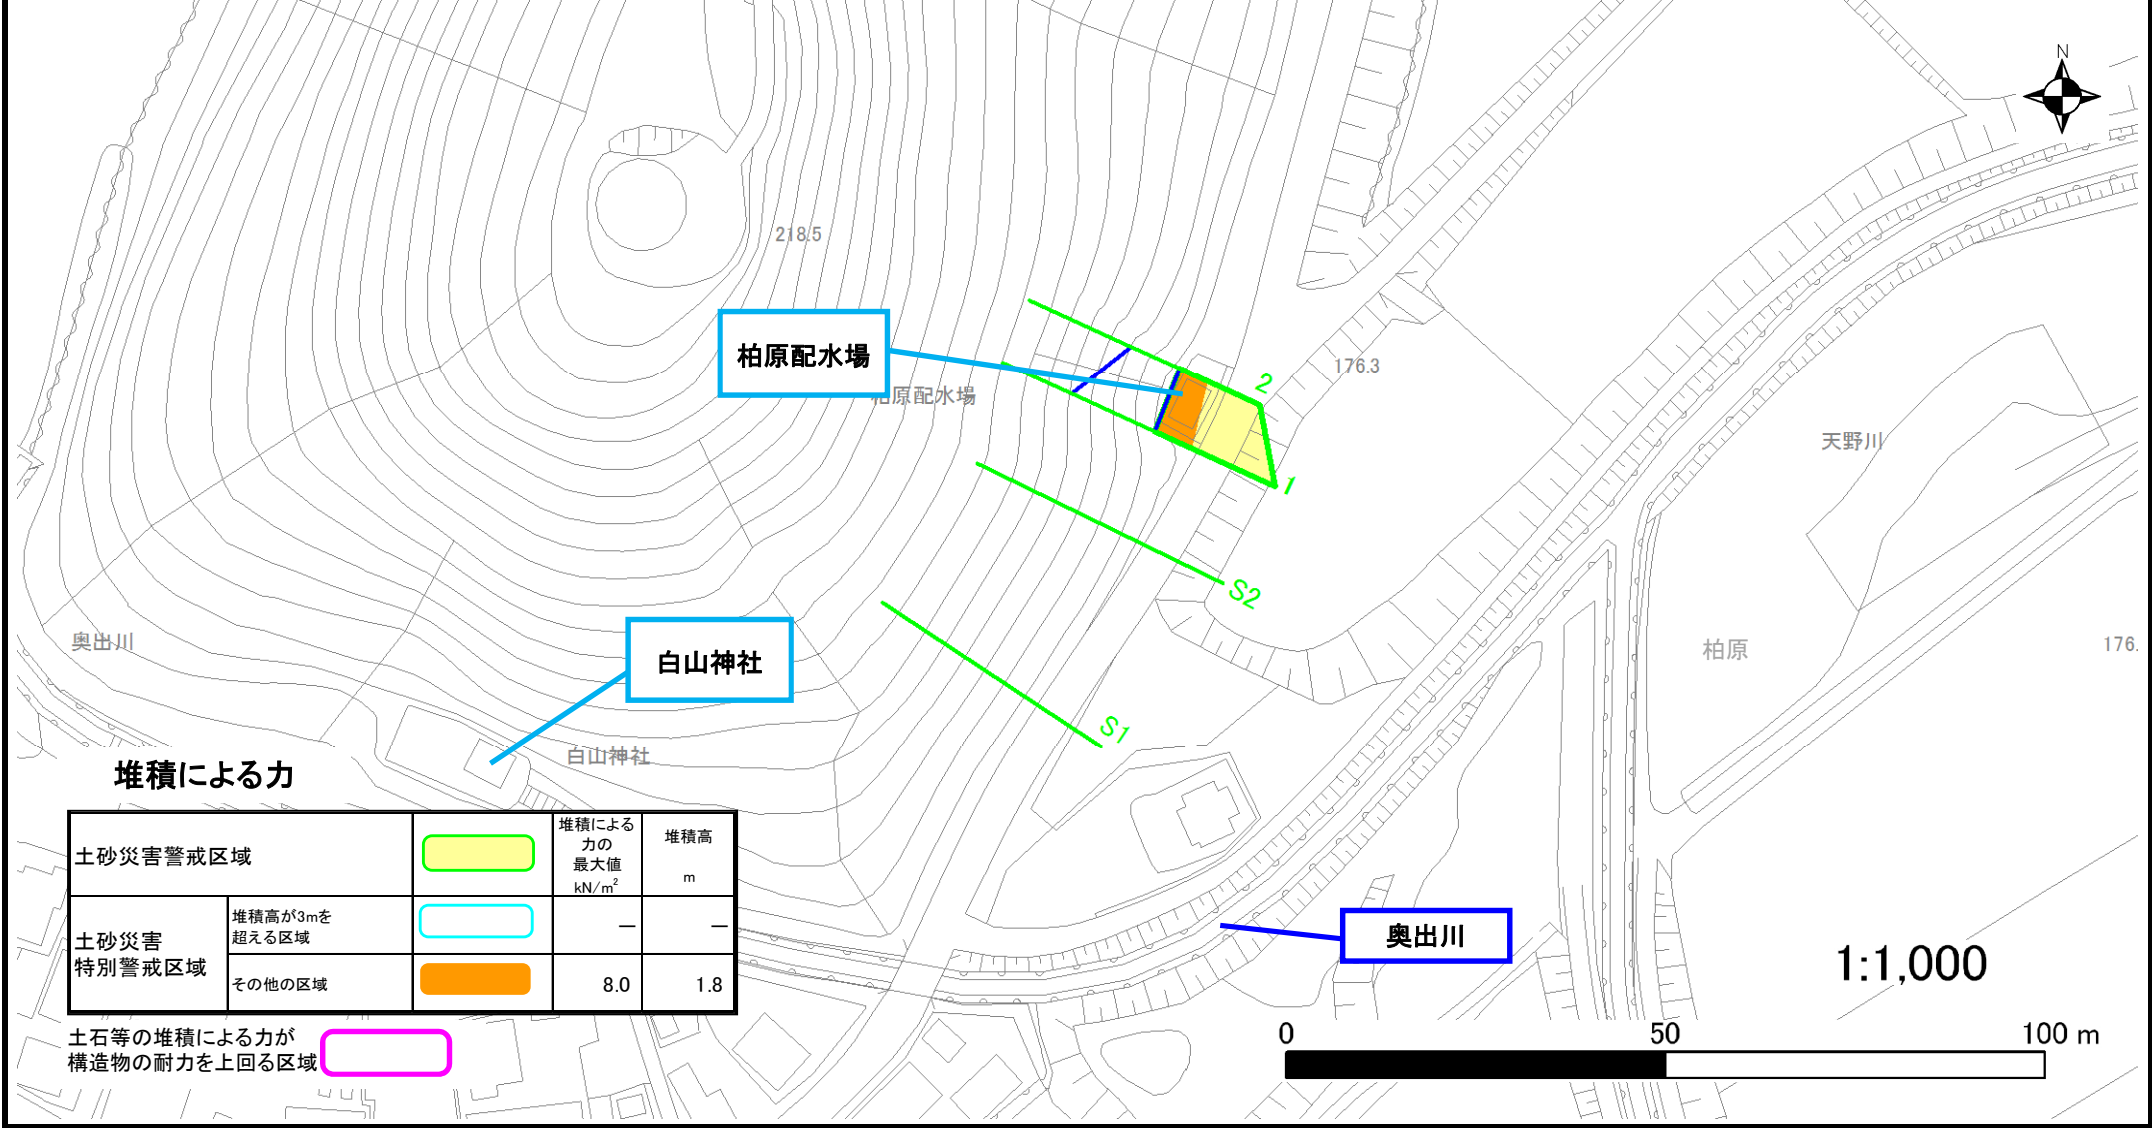 N
218.5
柏原配水場
柏原配水場
176.3
2
1
天野川
S2
奥出川
白山神社
柏原
176.
S1
白山神社
堆積による力
土砂災害警戒区域
堆積による
力の
最大値
kN/m²
堆積高
m
土砂災害
特別警戒区域
堆積高が3mを
超える区域
―
―
その他の区域
8.0
1.8
奥出川
1:1,000
土石等の堆積による力が
構造物の耐力を上回る区域
0 50 100 m